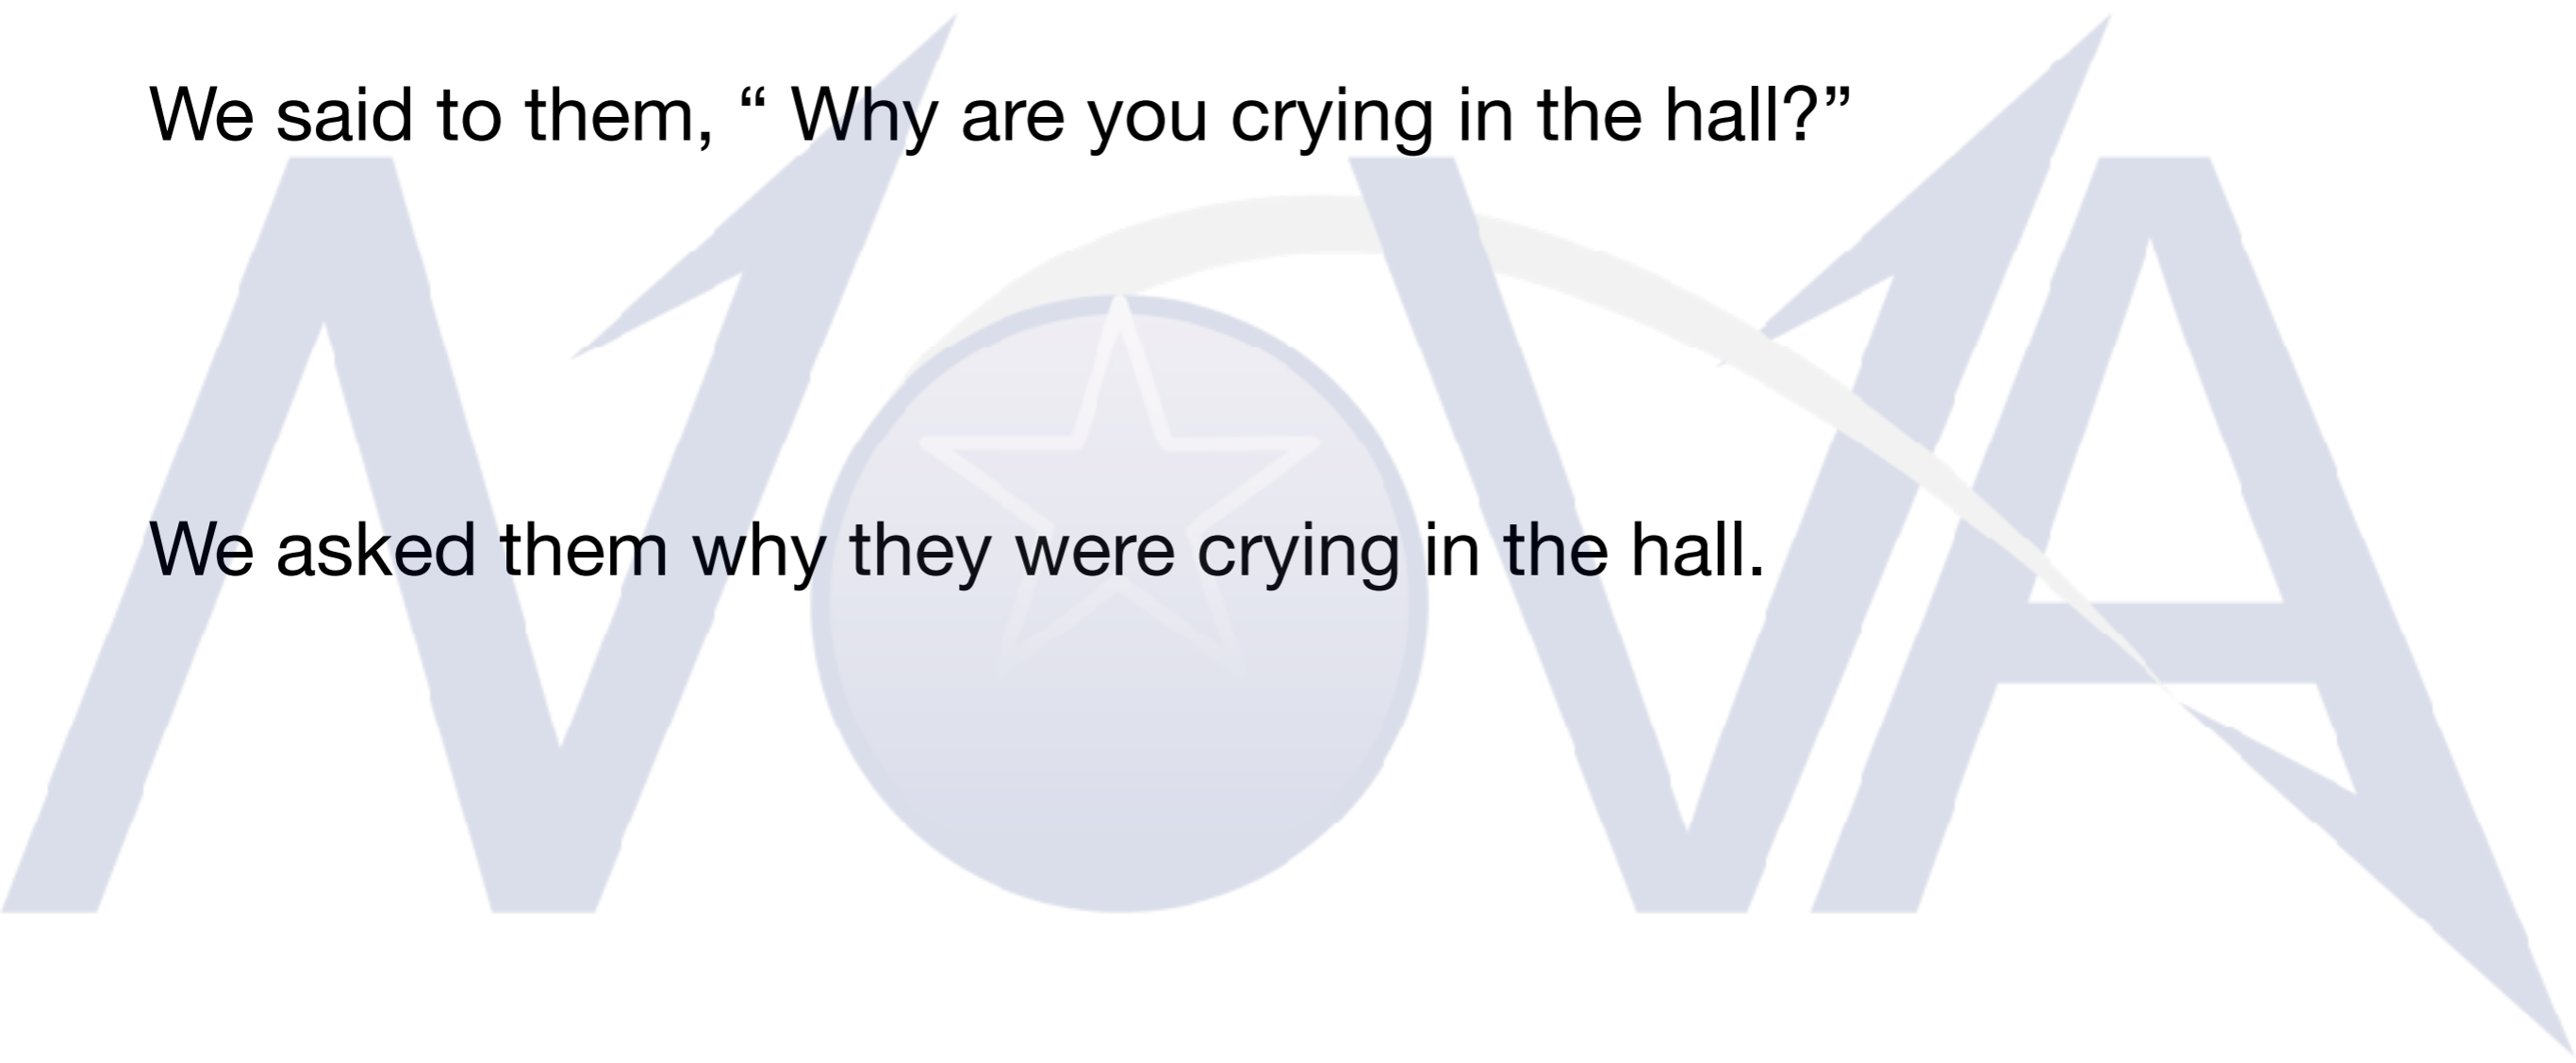 We said to them, “ Why are you crying in the hall?”
NOVA
We asked them why they were crying in the hall.